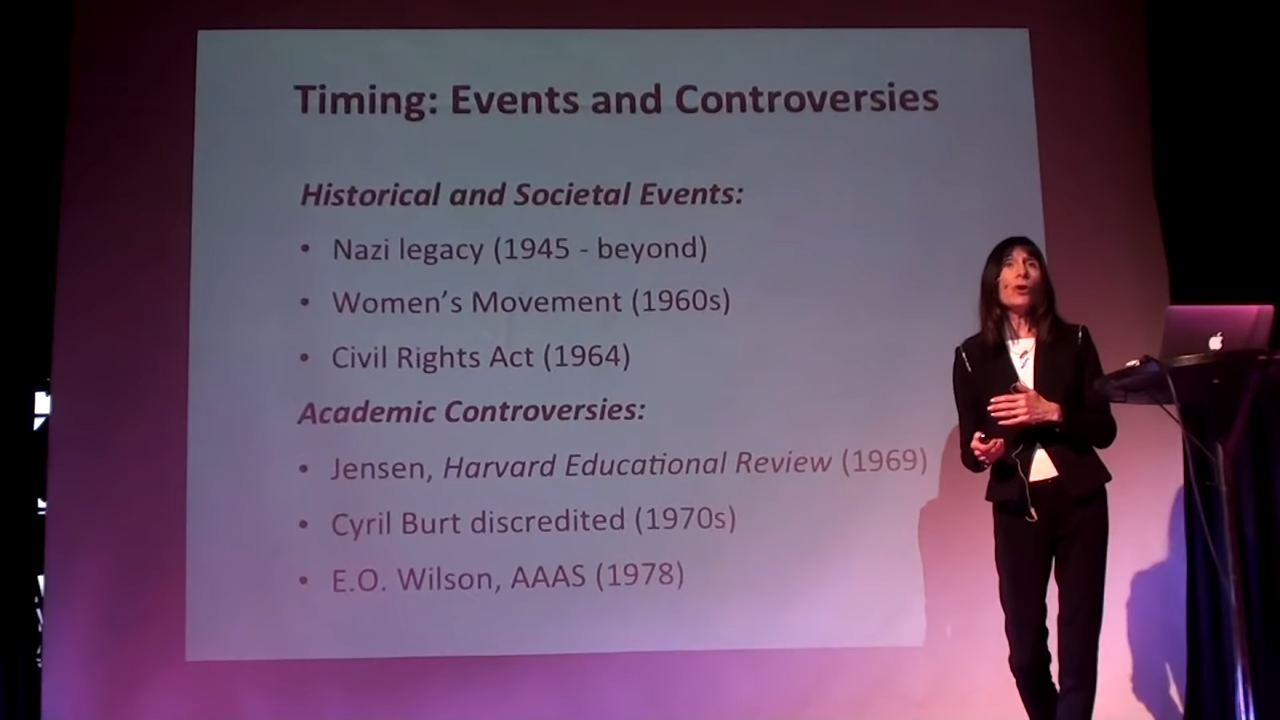 Timing: Events and Controversies
Historical and Societal Events:
• Nazi legacy (1945 - beyond)
• Women’s Movement (1960s)
• Civil Rights Act (1964)
Academic Controversies:
• Jensen, Harvard Educational Review (1969)
• Cyril Burt discredited (1970s)
• E.O. Wilson, AAAS (1978)